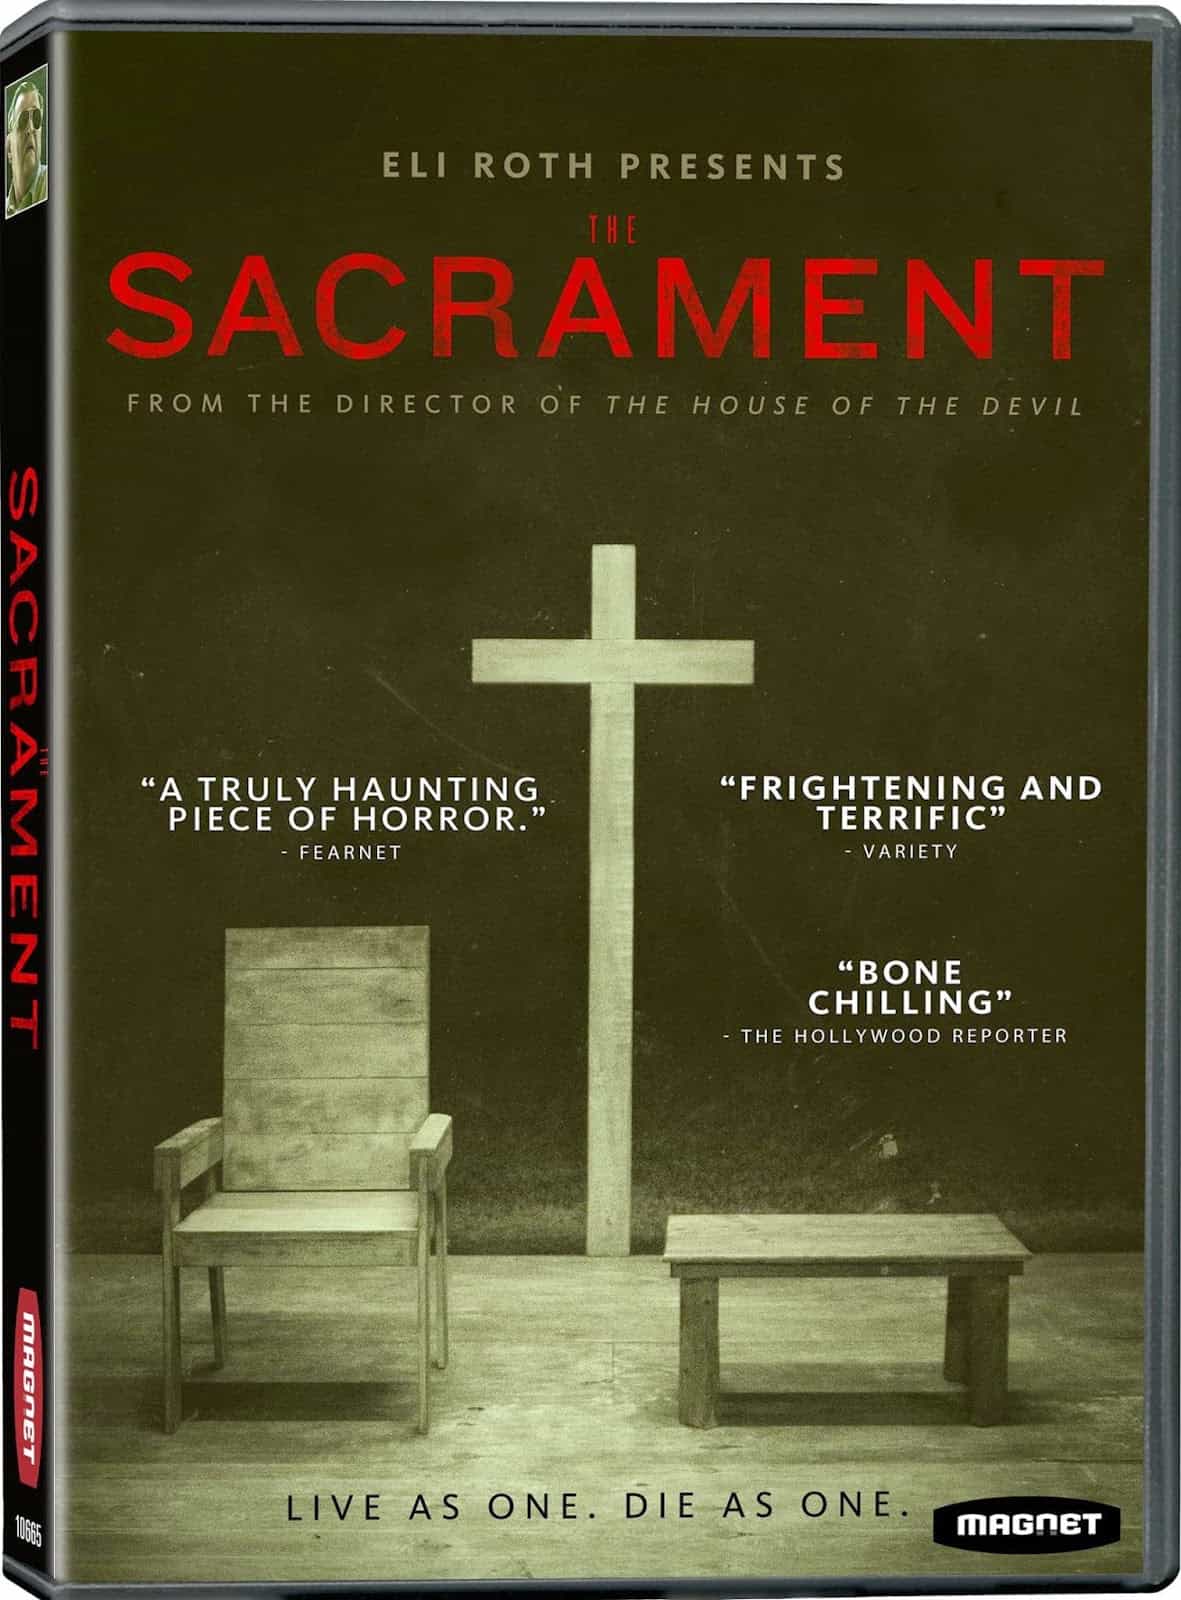 ELI ROTH PRESENTS
THE
SACRAMENT
FROM THE DIRECTOR OF THE HOUSE OF THE DEVIL
“A TRULY HAUNTING
PIECE OF HORROR.”
- FEARNET
“FRIGHTENING AND
TERRIFIC”
- VARIETY
“BONE
CHILLING”
- THE HOLLYWOOD REPORTER
LIVE AS ONE. DIE AS ONE.
MAGNET
THE
SACRAMENT
MAGNET
10665